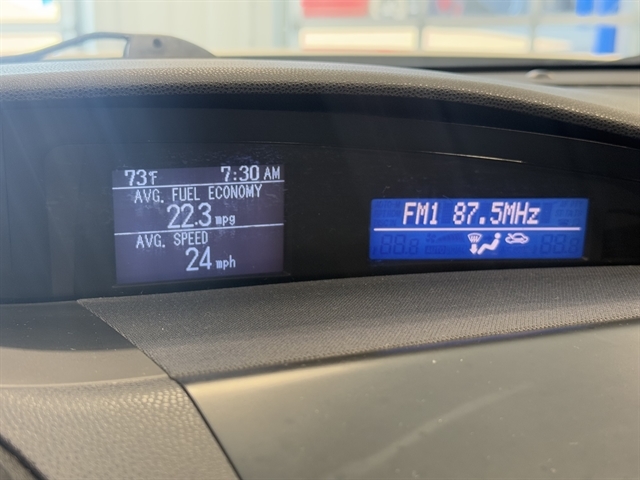 73°F 7:30 AM
AVG. FUEL ECONOMY
22.3 mpg
AVG. SPEED
24 mph
FM1 87.5MHz